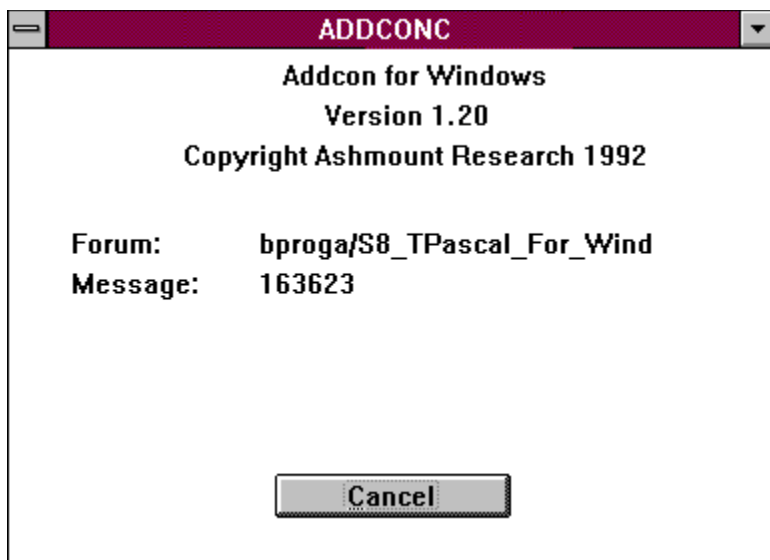 ADDCONC
Addcon for Windows
Version 1.20
Copyright Ashmount Research 1992
Forum: bproga/S8_TPascal_For_Wind
Message: 163623
Cancel